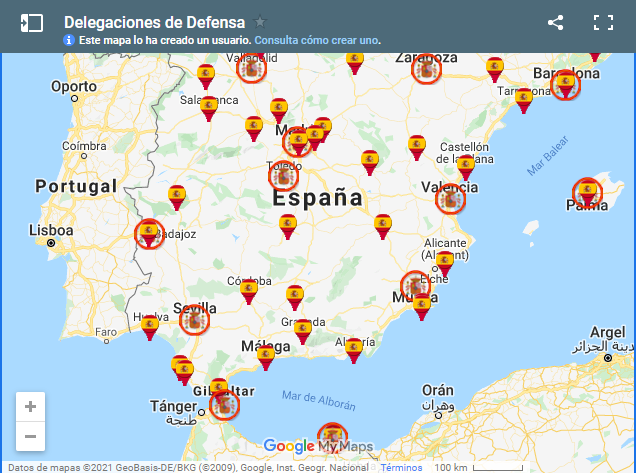 Delegaciones de Defensa
Este mapa lo ha creado un usuario. Consulta cómo crear uno.
Valladolid
Zaragoza
Oporto
Barcelona
Salamanca
Tarragona
Coímbra
Castellón
de la Plana
Mar Balear
Toledo
Portugal
España
Valencia
Palma
Lisboa
Badajoz
Alicante
(Alacant)
Elche
Córdoba
Murcia
Sevilla
Huelva
Granada
Faro
Almería
Málaga
Argel
مدينة الجزائر
Gibraltar
Tánger
طنجة
Mar de Alborán
Orán
وهران
Google My Maps
Datos de mapas ©2021 GeoBasis-DE/BKG (©2009), Google, Inst. Geogr. Nacional
Términos
100 km